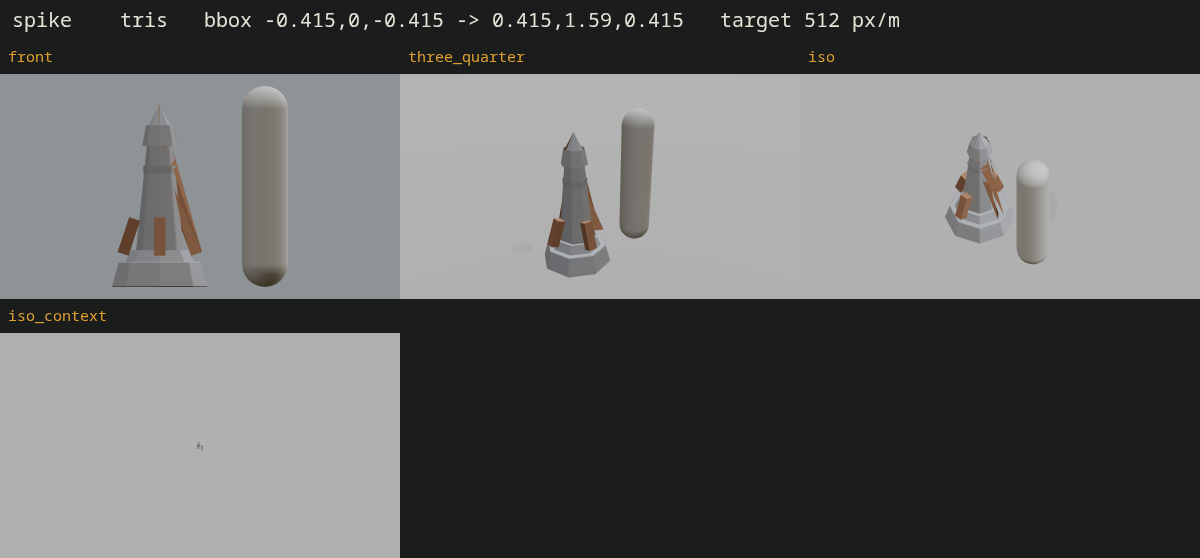 spike    tris   bbox -0.415,0,-0.415 -> 0.415,1.59,0.415   target 512 px/m
front
three_quarter
iso
iso_context